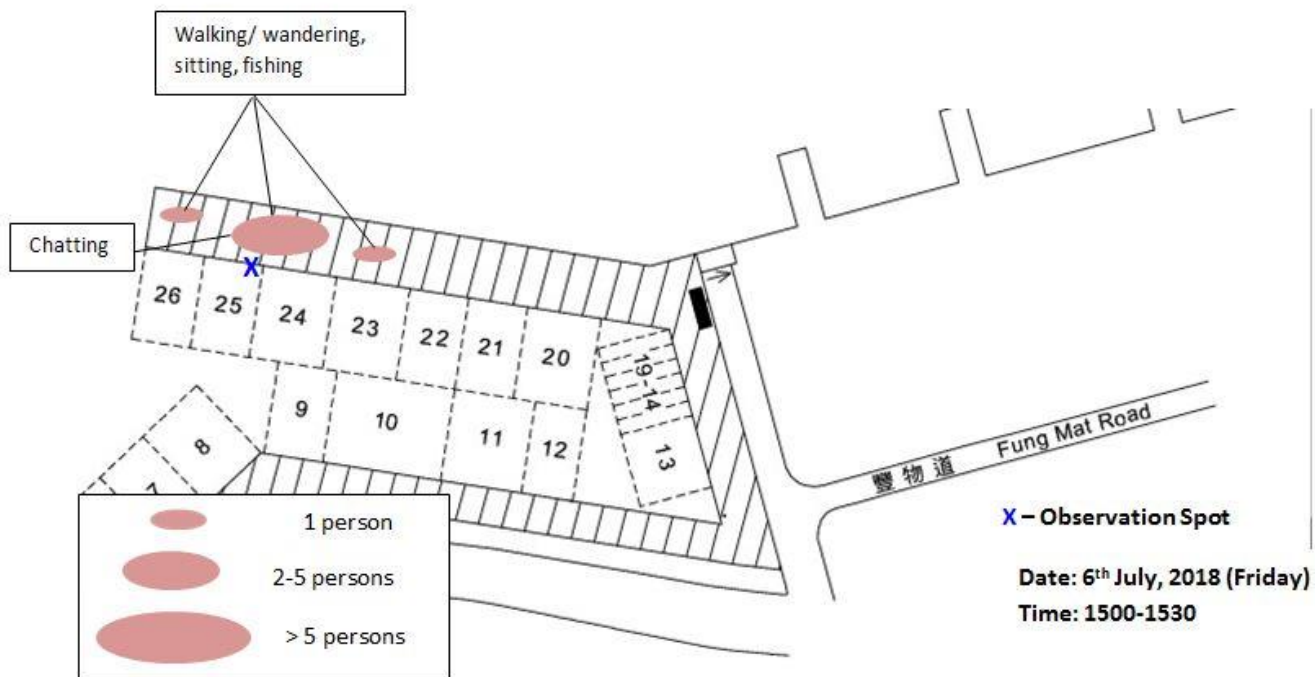 Walking/ wandering,
sitting, fishing
Chatting
X
26
25
24
23
22
21
20
19-14
13
9
10
11
12
8
7
豐物道 Fung Mat Road
1 person
2-5 persons
> 5 persons
X – Observation Spot
Date: 6th July, 2018 (Friday)
Time: 1500-1530